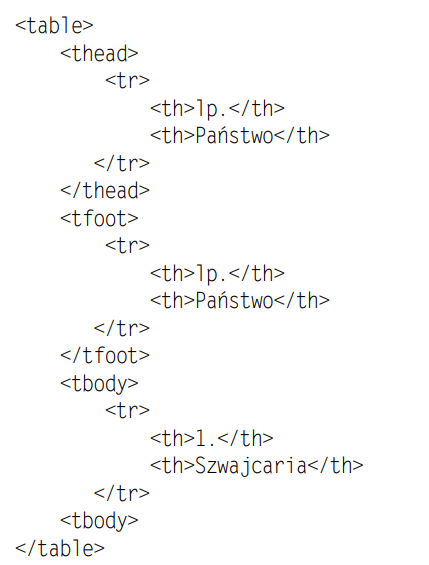 <table>
<thead>
<tr>
<th>lp.</th>
<th>Państwo</th>
</tr>
</thead>
<tfoot>
<tr>
<th>lp.</th>
<th>Państwo</th>
</tr>
</tfoot>
<tbody>
<tr>
<th>1.</th>
<th>Szwajcaria</th>
</tr>
<tbody>
</table>